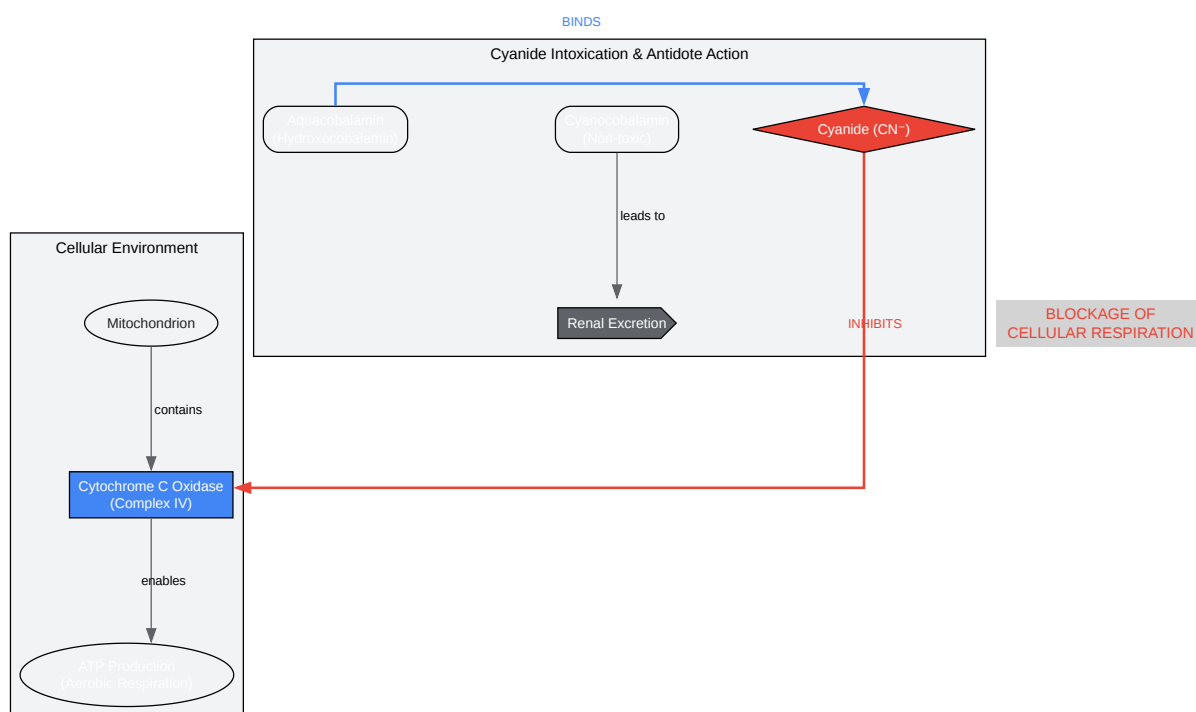 BINDS
Cyanide Intoxication & Antidote Action
Aquacobalamin
(Hydroxocobalamin)
Cyanocobalamin
(Non-toxic)
Cyanide (CN⁻)
leads to
Cellular Environment
Mitochondrion
Renal Excretion
INHIBITS
BLOCKAGE OF
CELLULAR RESPIRATION
contains
Cytochrome C Oxidase
(Complex IV)
enables
ATP Production
(Aerobic Respiration)